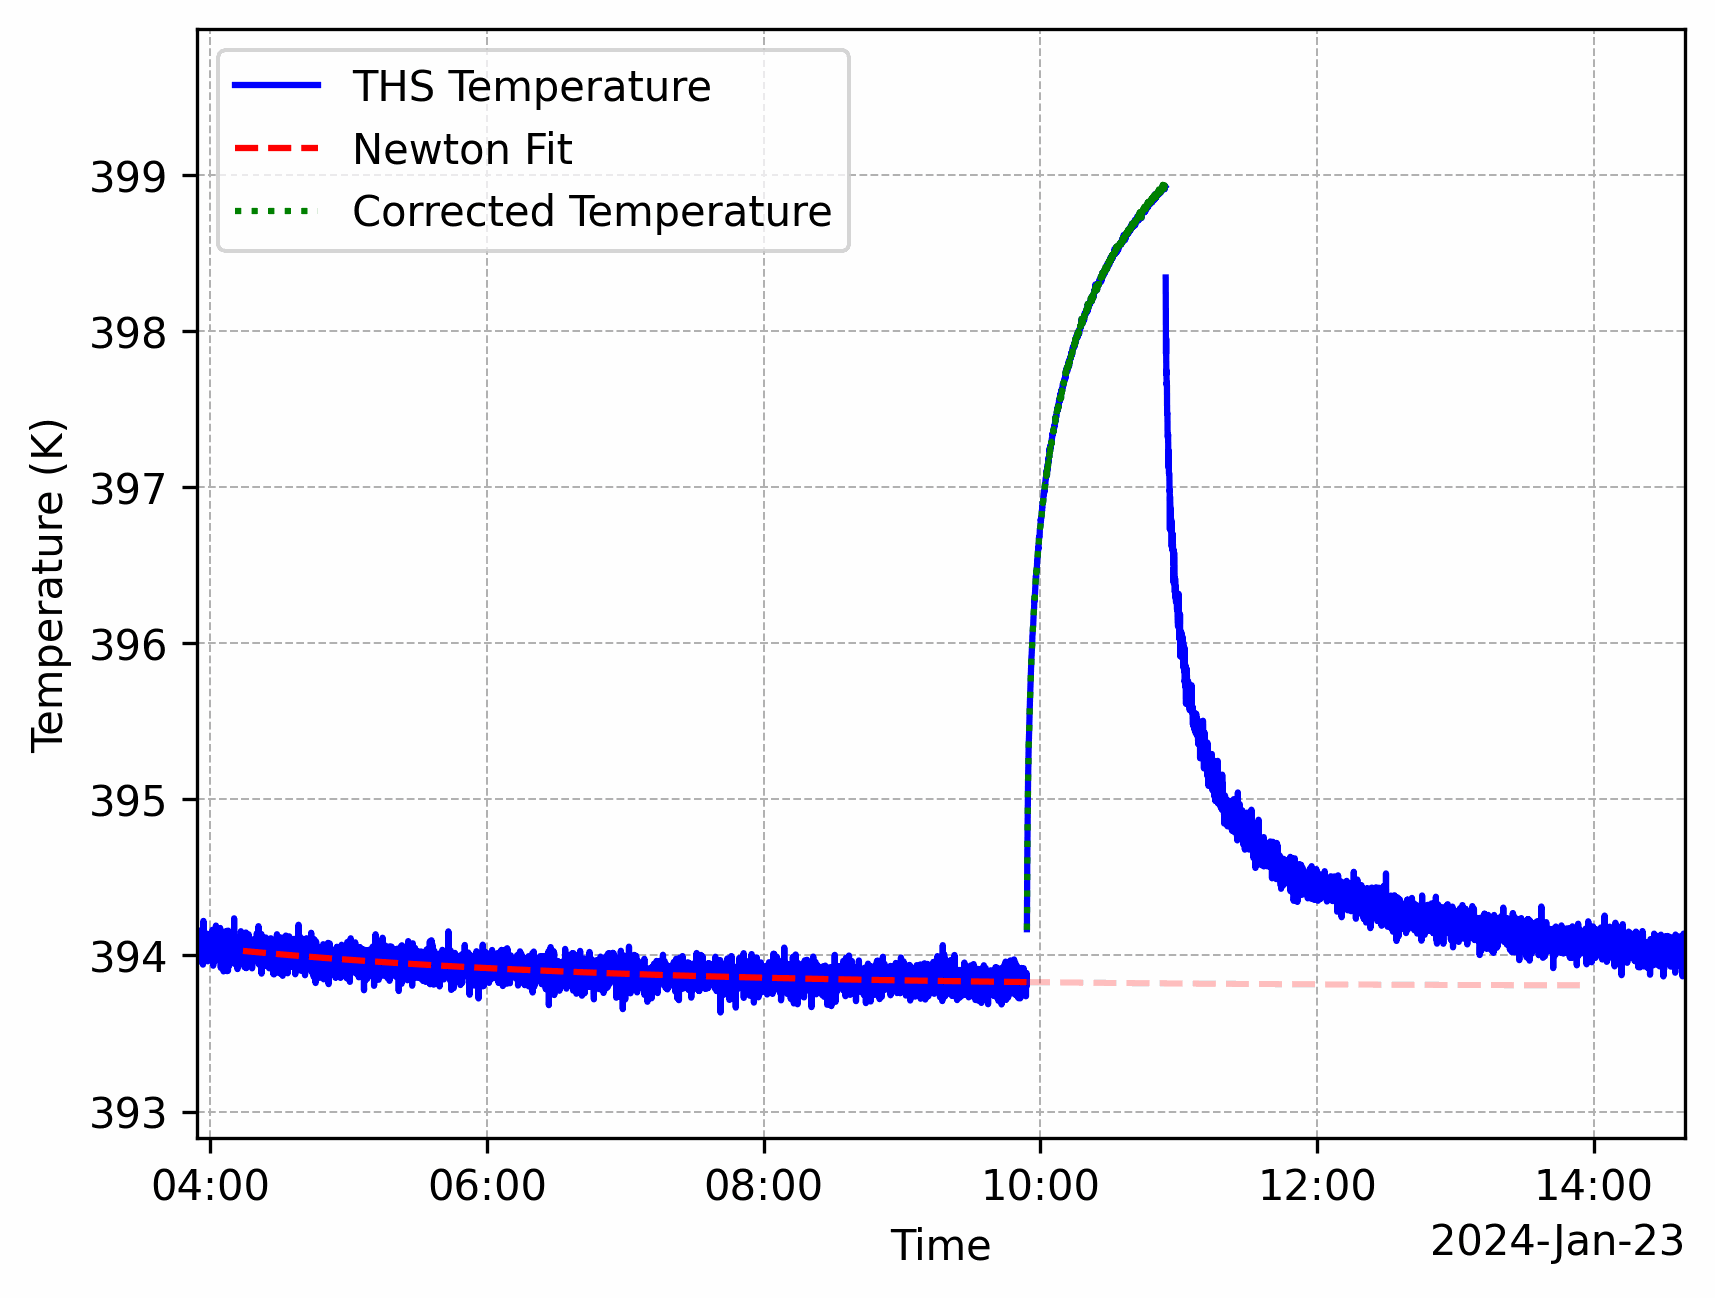 THS Temperature
Newton Fit
Corrected Temperature
399
398
397
396
395
394
393
Temperature (K)
04:00 06:00 08:00 10:00 12:00 14:00
Time
2024-Jan-23